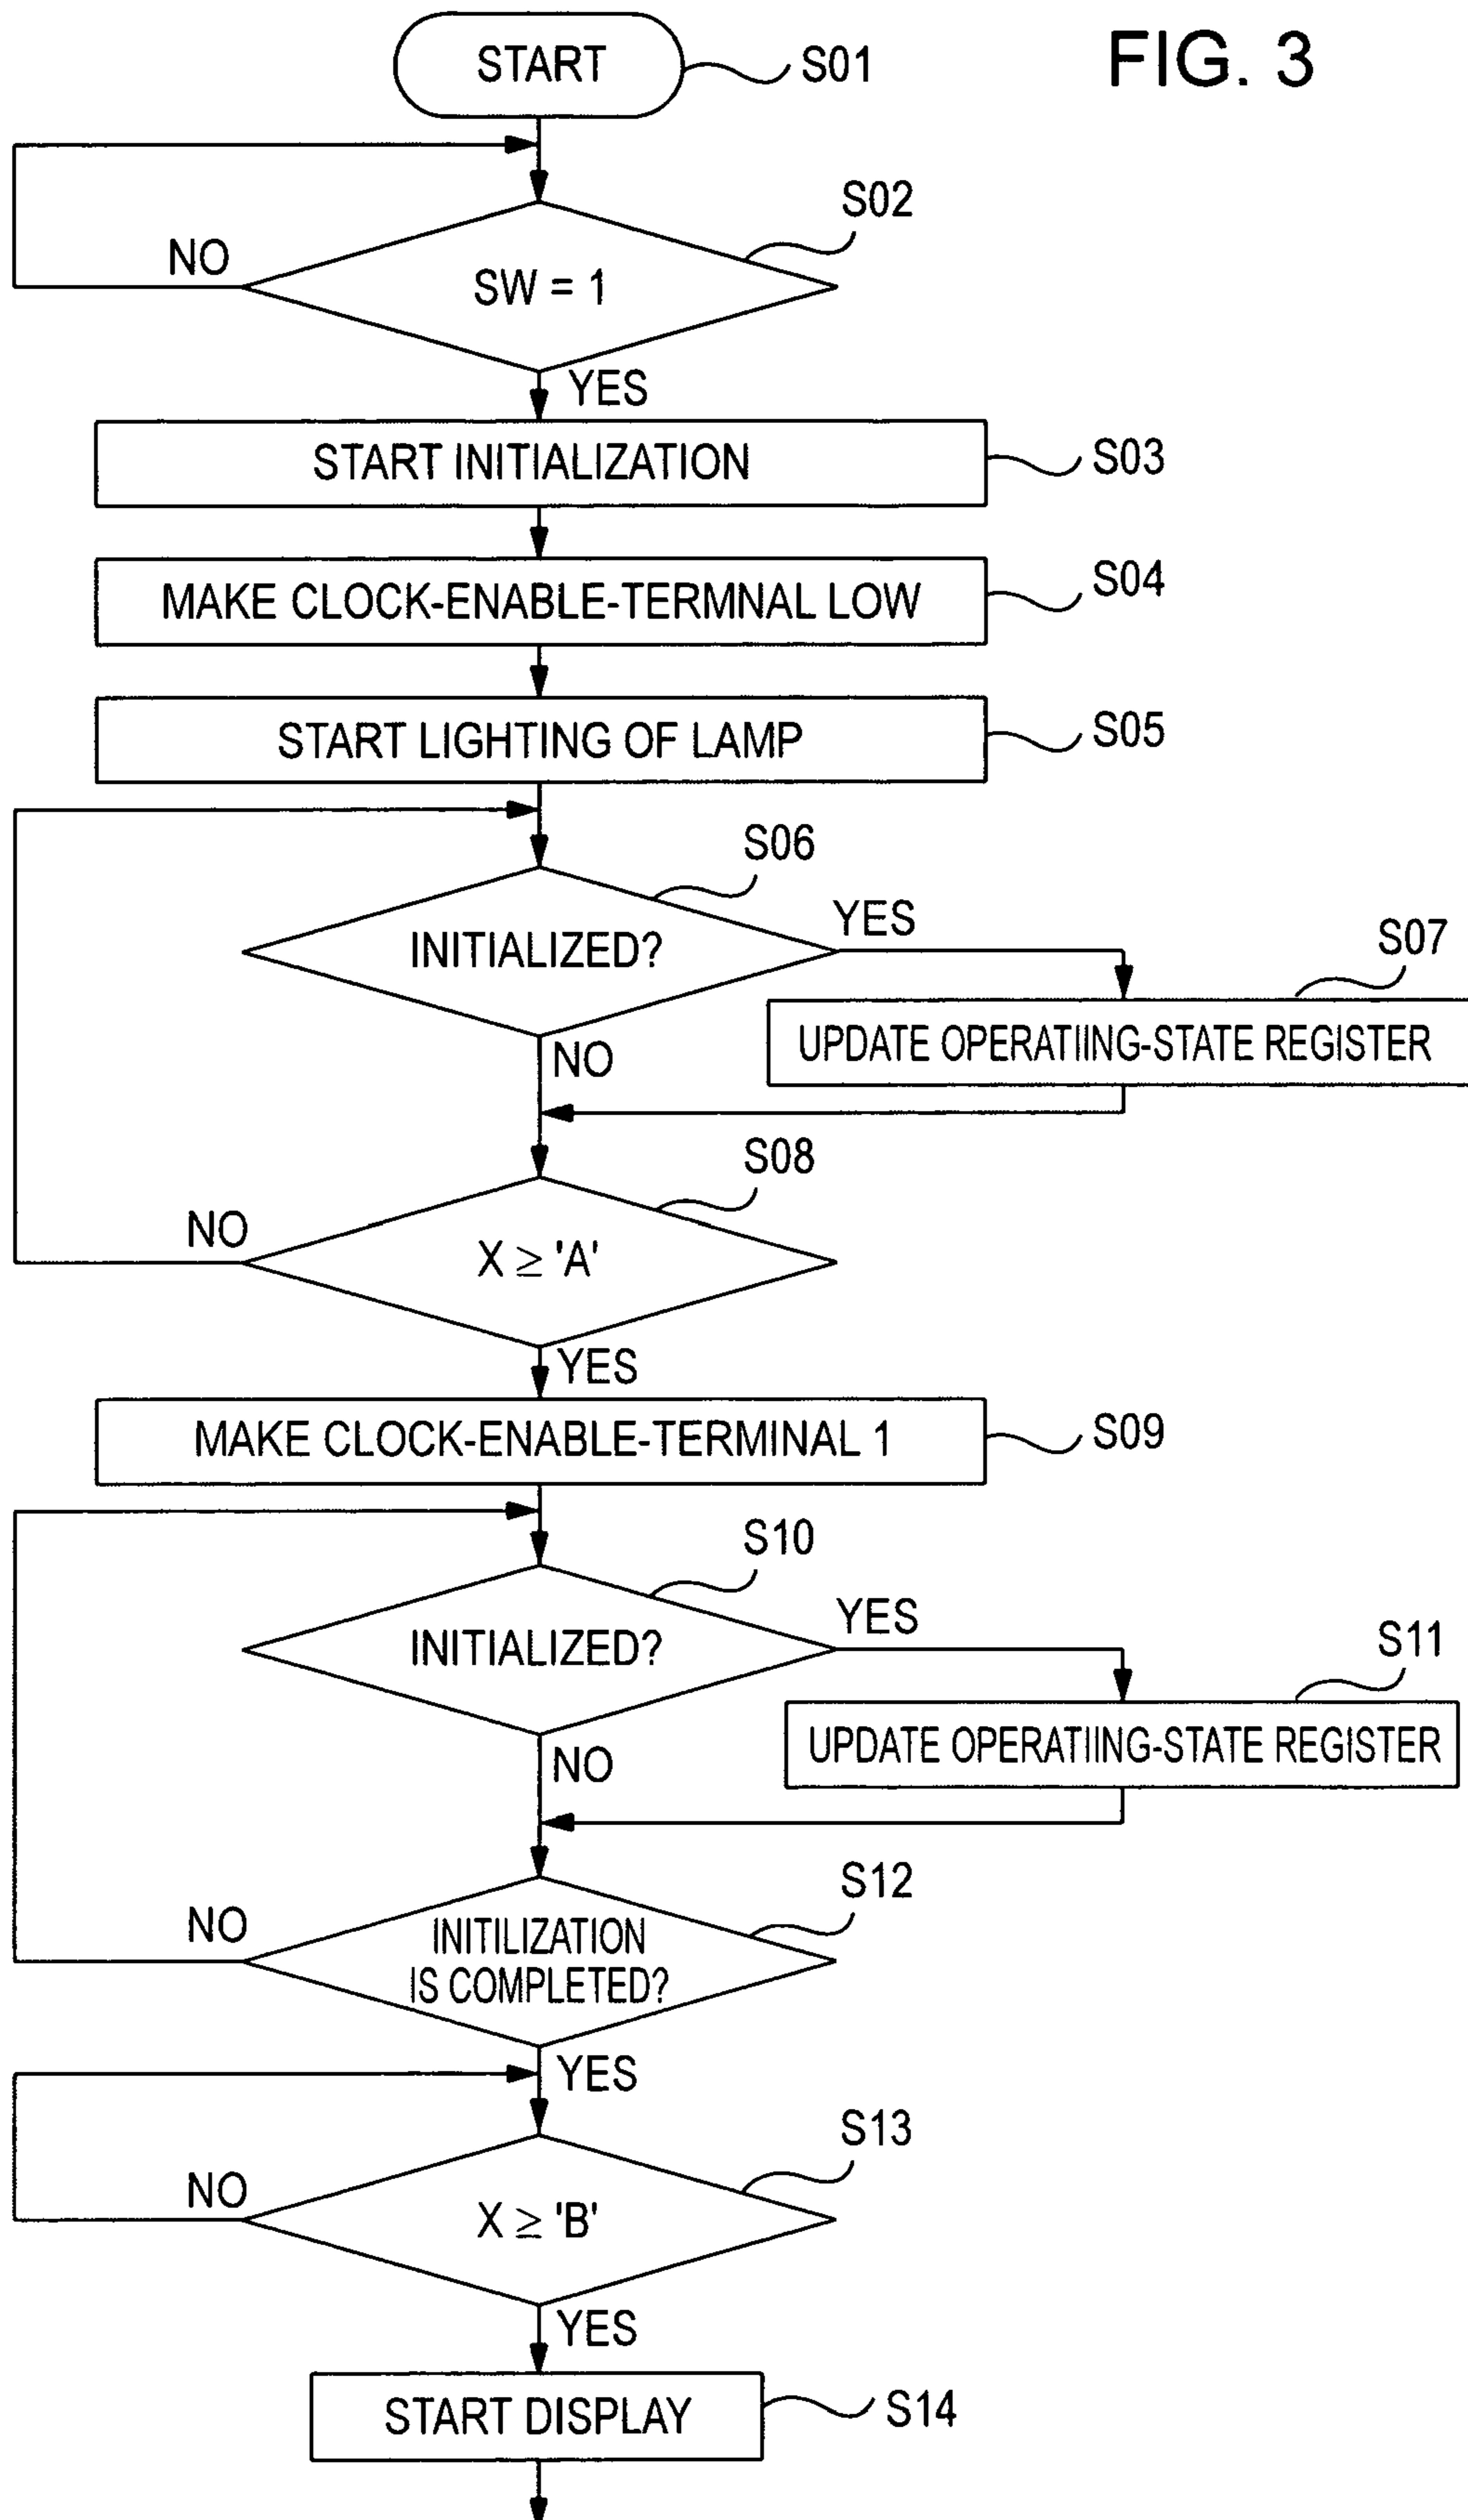 FIG. 3
START
S01
S02
NO
SW = 1
YES
START INITIALIZATION
S03
MAKE CLOCK-ENABLE-TERMNAL LOW
S04
START LIGHTING OF LAMP
S05
S06
INITIALIZED?
YES
S07
UPDATE OPERATIING-STATE REGISTER
NO
S08
NO
X ≧ 'A'
YES
MAKE CLOCK-ENABLE-TERMINAL 1
S09
S10
INITIALIZED?
YES
S11
UPDATE OPERATIING-STATE REGISTER
NO
S12
NO
INITILIZATION
IS COMPLETED?
YES
S13
NO
X ≧ 'B'
YES
START DISPLAY
S14